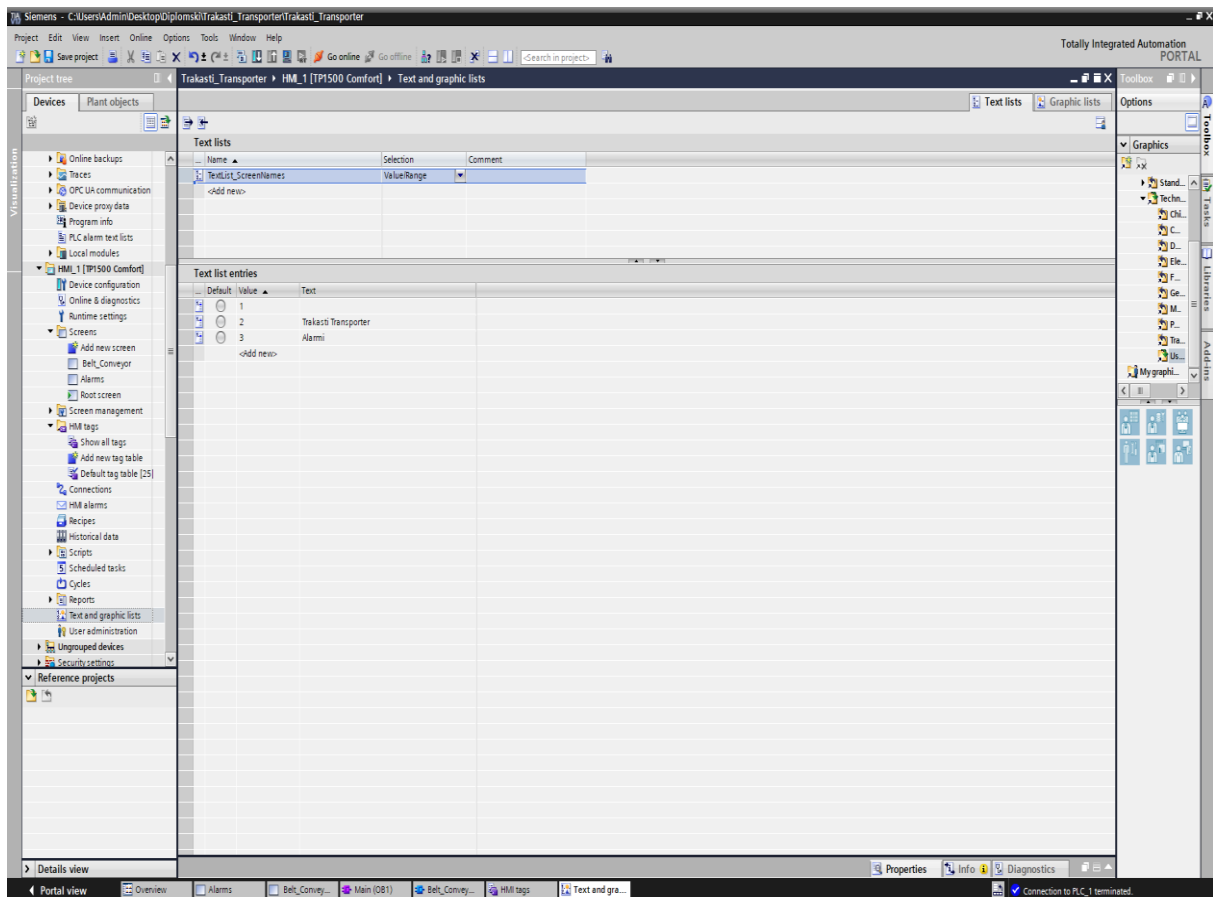 Siemens - C:\Users\Admin\Desktop\Diplomski\Trakasti_Transporter\Trakasti_Transporter
Project Edit View Insert Online Options Tools Window Help
Totally Integrated Automation
PORTAL
Save project Go online Go offline <Search in project>
Project tree
Trakasti_Transporter HMI_1 [TP1500 Comfort] Text and graphic lists
Toolbox
Devices Plant objects
Text lists Graphic lists
Options
Visualization
Text lists
Name Selection Comment
TextList_ScreenNames Value/Range
<Add new>
Text list entries
Default Value Text
1
2 Trakasti Transporter
3 Alarmi
<Add new>
Online backups
Traces
OPC UA communication
Device proxy data
Program info
PLC alarm text lists
Local modules
HMI_1 [TP1500 Comfort]
Device configuration
Online & diagnostics
Runtime settings
Screens
Add new screen
Belt_Conveyor
Alarms
Root screen
Screen management
HMI tags
Show all tags
Add new tag table
Default tag table [25]
Connections
HMI alarms
Recipes
Historical data
Scripts
Scheduled tasks
Cycles
Reports
Text and graphic lists
User administration
Ungrouped devices
Security settings
Reference projects
Details view
Graphics
Stand...
Techn...
Chi...
C...
D...
Ele...
F...
Ge...
M...
P...
Tra...
Us...
My graphi...
Toolbox
Tasks
Libraries
Add-ins
Properties Info Diagnostics
Portal view Overview Alarms Belt_Convey... Main (OB1) Belt_Convey... HMI tags Text and gra...
Connection to PLC_1 terminated.